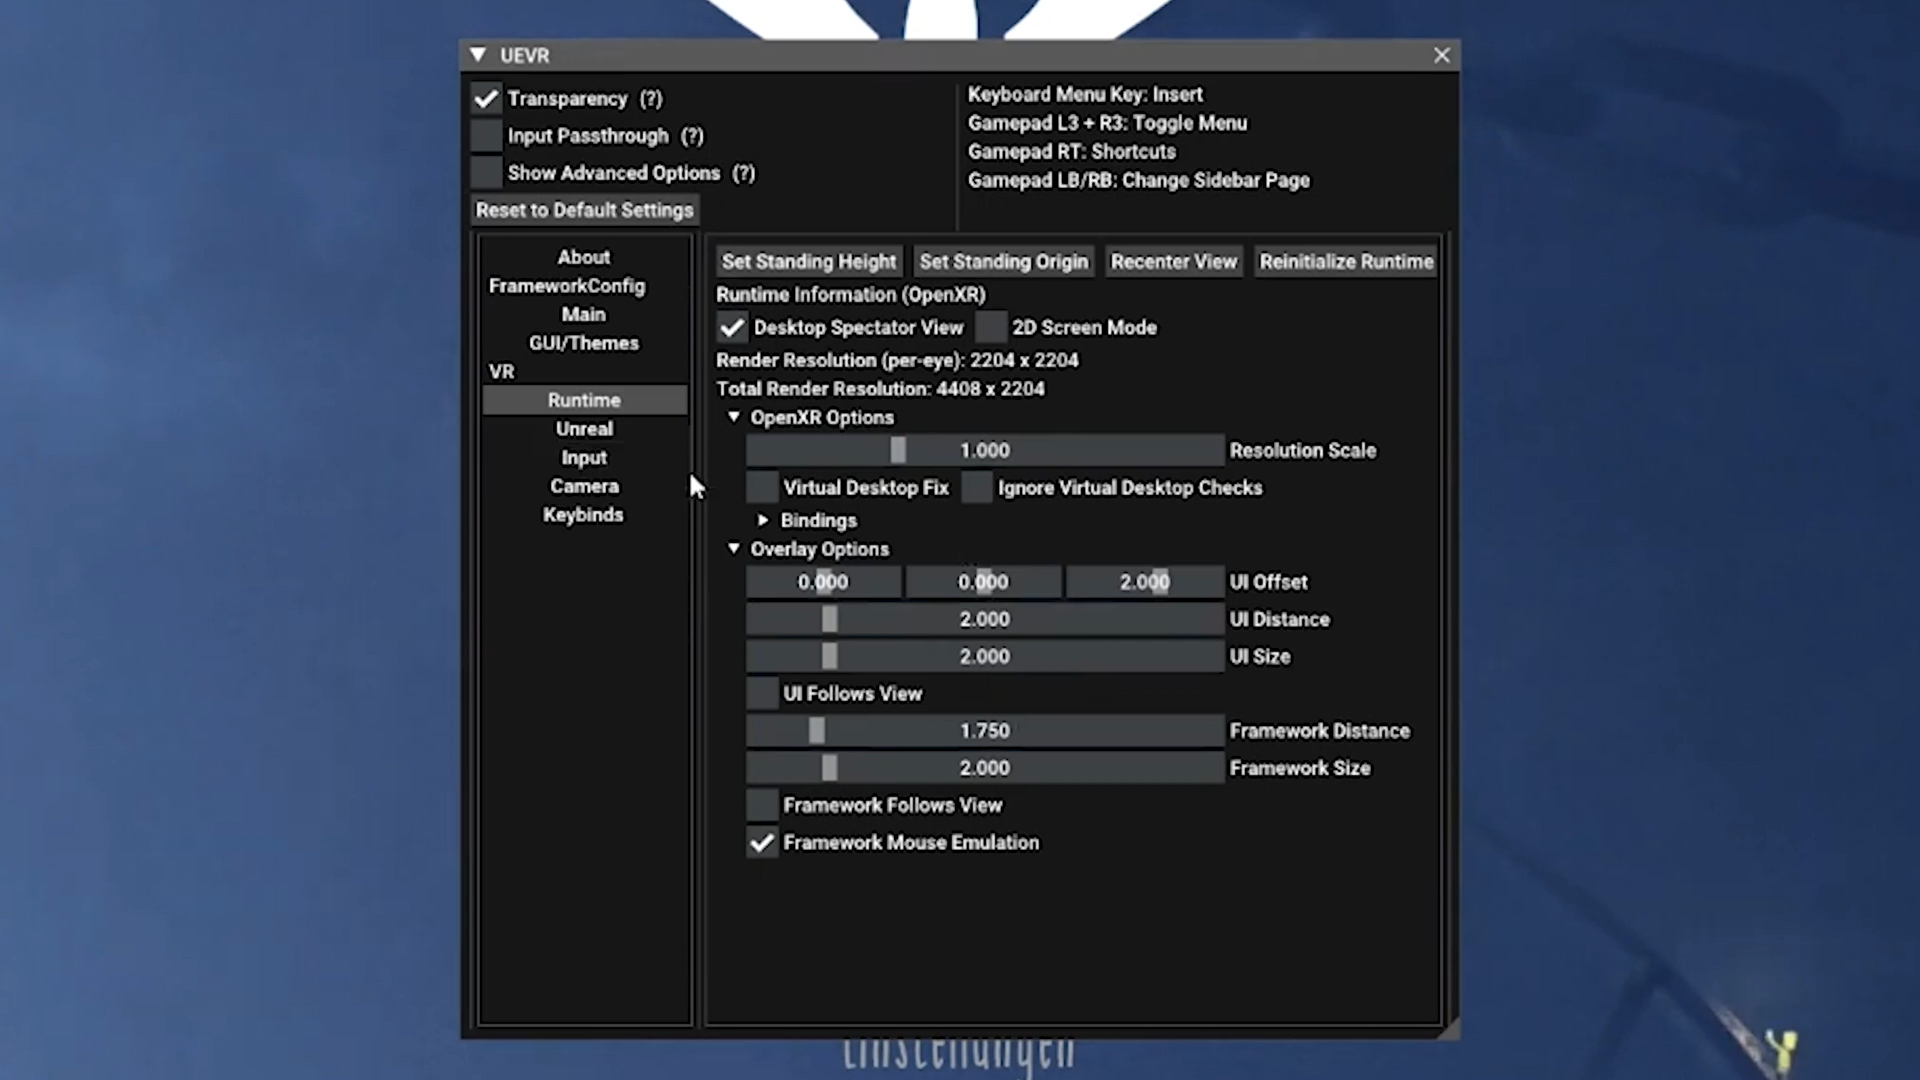 UEVR
Transparency (?)
Input Passthrough (?)
Show Advanced Options (?)
Reset to Default Settings
Keyboard Menu Key: Insert
Gamepad L3 + R3: Toggle Menu
Gamepad RT: Shortcuts
Gamepad LB/RB: Change Sidebar Page
About
FrameworkConfig
Main
GUI/Themes
VR
Runtime
Unreal
Input
Camera
Keybinds
Set Standing Height Set Standing Origin Recenter View Reinitialize Runtime
Runtime Information (OpenXR)
Desktop Spectator View 2D Screen Mode
Render Resolution (per-eye): 2204 x 2204
Total Render Resolution: 4408 x 2204
OpenXR Options
1.000 Resolution Scale
Virtual Desktop Fix Ignore Virtual Desktop Checks
Bindings
Overlay Options
0.000 0.000 2.000 UI Offset
2.000 UI Distance
2.000 UI Size
UI Follows View
1.750 Framework Distance
2.000 Framework Size
Framework Follows View
Framework Mouse Emulation
Einstellungen